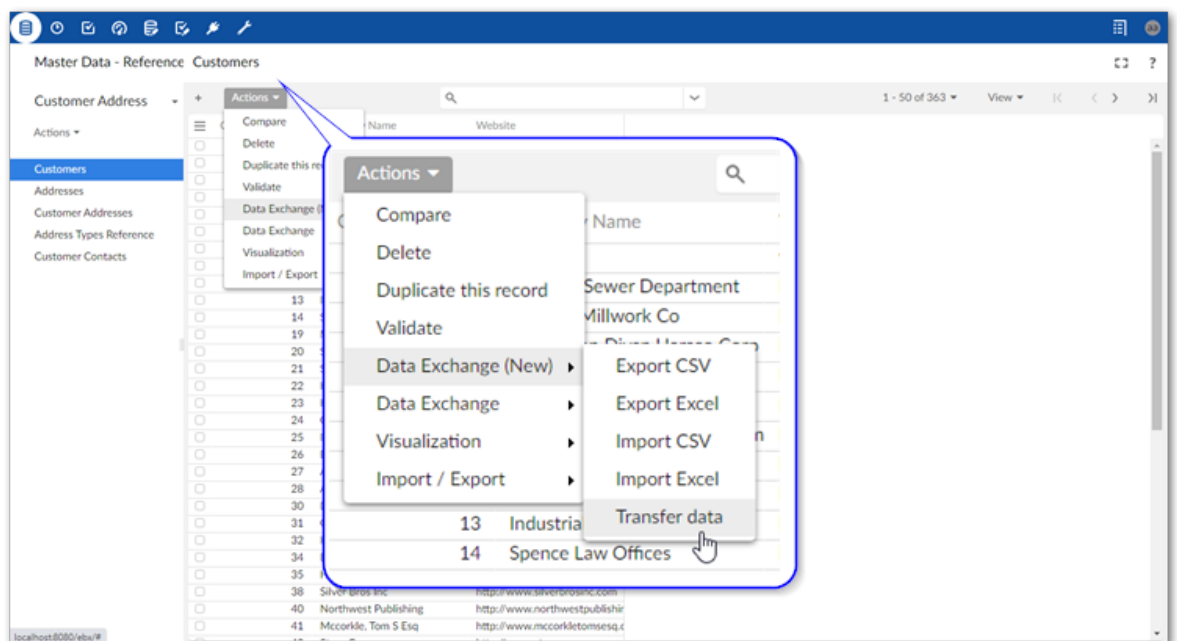 Master Data - Reference Customers
Customer Address
+ Actions
1 - 50 of 363 View
Actions
Compare
Name Website
Delete
Customers
Duplicate this re
Addresses
Validate
Customer Addresses
Data Exchange (
Address Types Reference
Data Exchange
Customer Contacts
Visualization
Import / Export
Actions
Compare
Name
Delete
Duplicate this record
Sewer Department
Validate
Millwork Co
Data Exchange (New)
Export CSV
Data Exchange
Export Excel
Visualization
Import CSV
Import / Export
Import Excel
Transfer data
13 Industria
14 Spence Law Offices
13
14
19
20
21
22
23
24
25
26
27
28
30
31
32
34
35
38 Silver Bros Inc http://www.silverbrosinc.com
40 Northwest Publishing http://www.northwestpublishir
41 Mccorkle, Tom S Esq http://www.mccorkletomsesq.c
localhost:8080/ebx/#